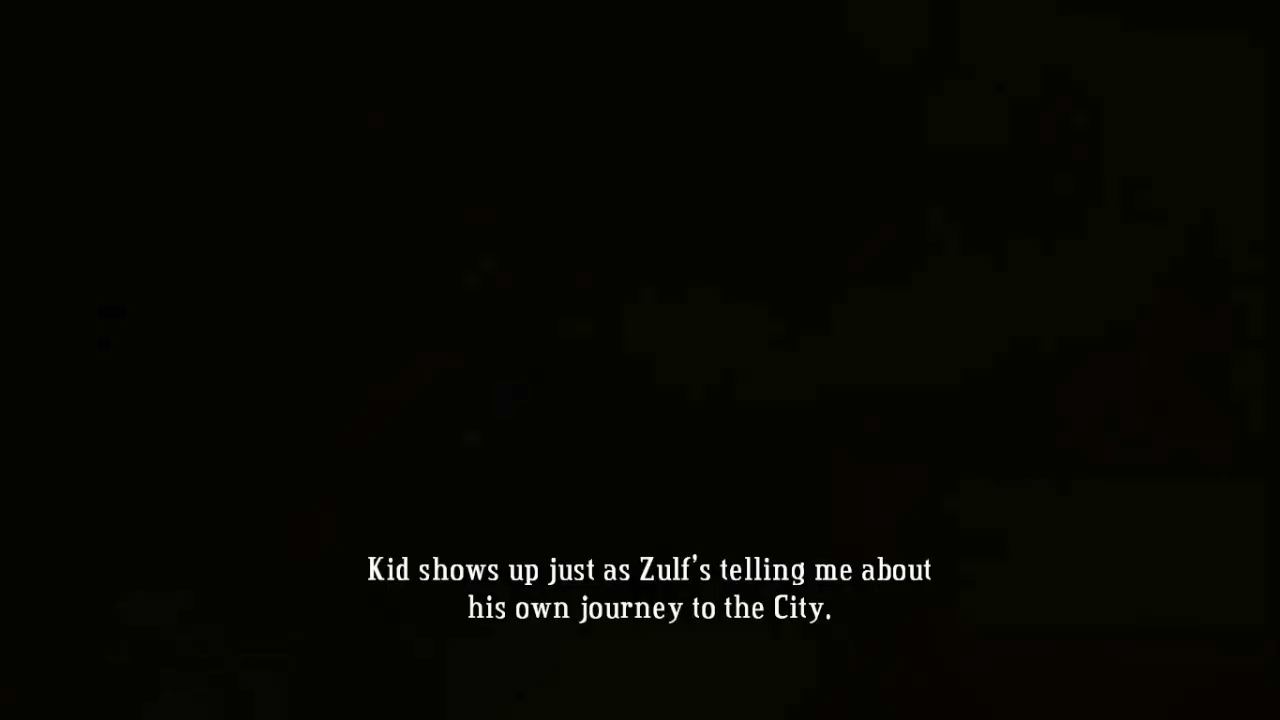 Kid shows up just as Zulf's telling me about
his own journey to the City.